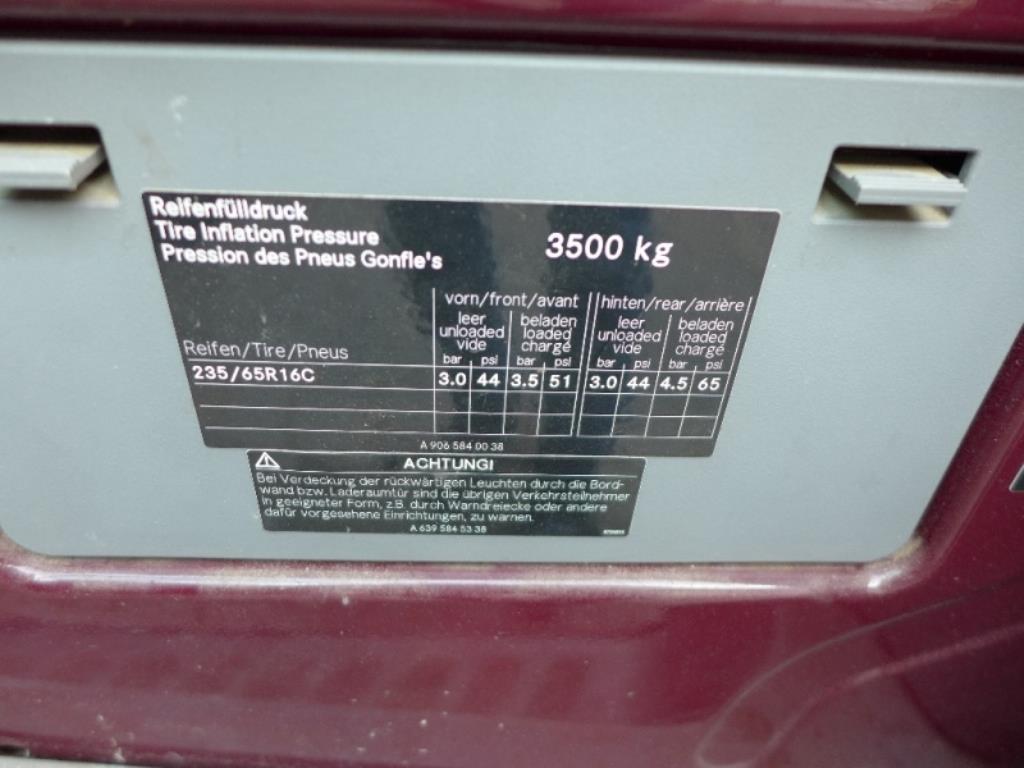 Reifenfülldruck
Tire Inflation Pressure
Pression des Pneus Gonfle's
3500 kg
vorn/front/avant hinten/rear/arrière
leer beladen leer beladen
unloaded loaded unloaded loaded
vide chargé vide chargé
Reifen/Tire/Pneus bar psi bar psi bar psi bar psi
235/65R16C 3.0 44 3.5 51 3.0 44 4.5 65
A 906 584 00 38
ACHTUNG!
Bei Verdeckung der rückwärtigen Leuchten durch die Bord-
wand bzw. Laderaumtür sind die übrigen Verkehrsteilnehmer
in geeigneter Form, z.B. durch Warndreiecke oder andere
dafür vorgesehene Einrichtungen, zu warnen.
A 639 584 53 38